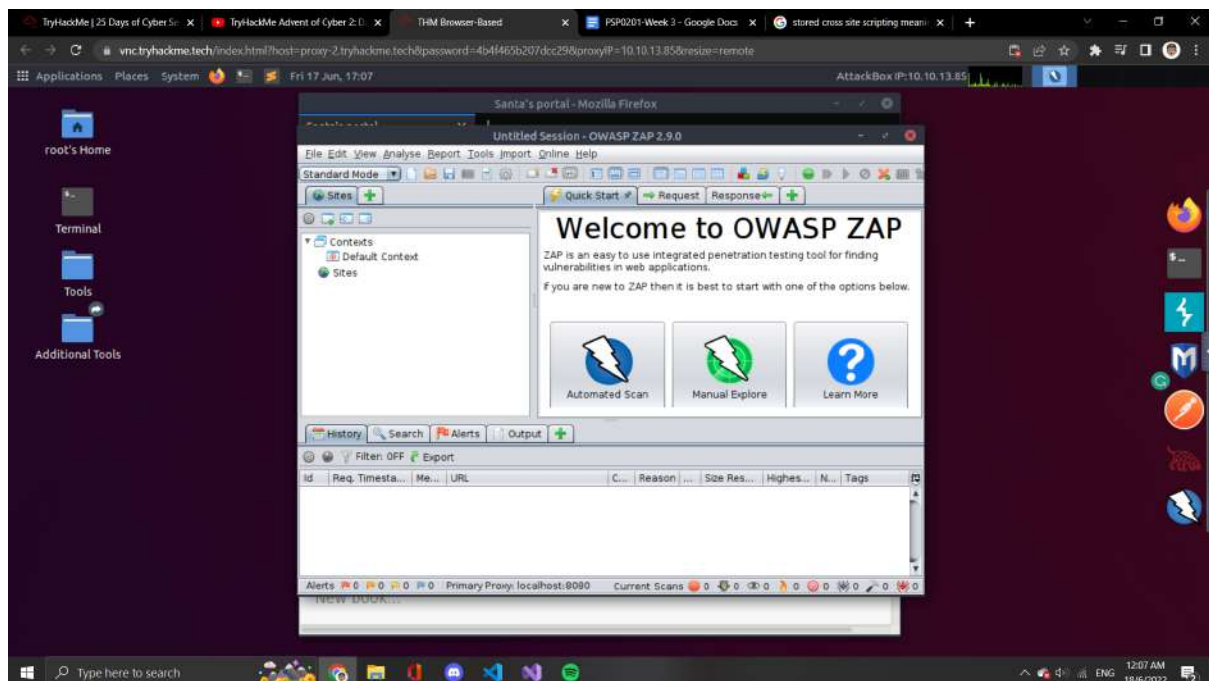 TryHackMe | 25 Days of Cyber Se
TryHackMe Advent of Cyber 2: D
THM Browser-Based
PSP0201-Week 3 - Google Docs
stored cross site scripting meani
vnc.tryhackme.tech/index.html?host=proxy-2.tryhackme.tech&password=4b4f465b207dcc29&proxyIP=10.10.13.85&resize=remote
Applications Places System Fri 17 Jun, 17:07 AttackBox IP:10.10.13.85
Santa's portal - Mozilla Firefox
root's Home
Terminal
Tools
Additional Tools
Untitled Session - OWASP ZAP 2.9.0
File Edit View Analyse Report Tools Import Online Help
Standard Mode
Sites
Quick Start Request Response
Contexts
Default Context
Sites
Welcome to OWASP ZAP
ZAP is an easy to use integrated penetration testing tool for finding
vulnerabilities in web applications.
If you are new to ZAP then it is best to start with one of the options below.
Automated Scan Manual Explore Learn More
History Search Alerts Output
Filter: OFF Export
Id Req. Timesta... Me... URL C... Reason ... Size Res... Highes... N... Tags
Alerts 0 0 0 0 Primary Proxy: localhost:8080 Current Scans 0 0 0 0 0 0 0 0
New book...
Type here to search
ENG
12:07 AM
18/6/2022